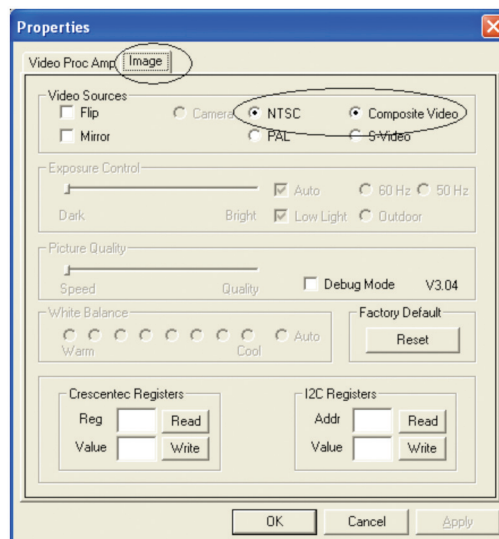 Properties
Video Proc Amp Image
Video Sources
Flip Camera NTSC Composite Video
Mirror PAL S-Video
Exposure Control
Auto 60 Hz 50 Hz
Dark Bright Low Light Outdoor
Picture Quality
Speed Quality Debug Mode V3.04
White Balance Factory Default
Auto Reset
Warm Cool
Crescentec Registers I2C Registers
Reg Read Addr Read
Value Write Value Write
OK Cancel Apply